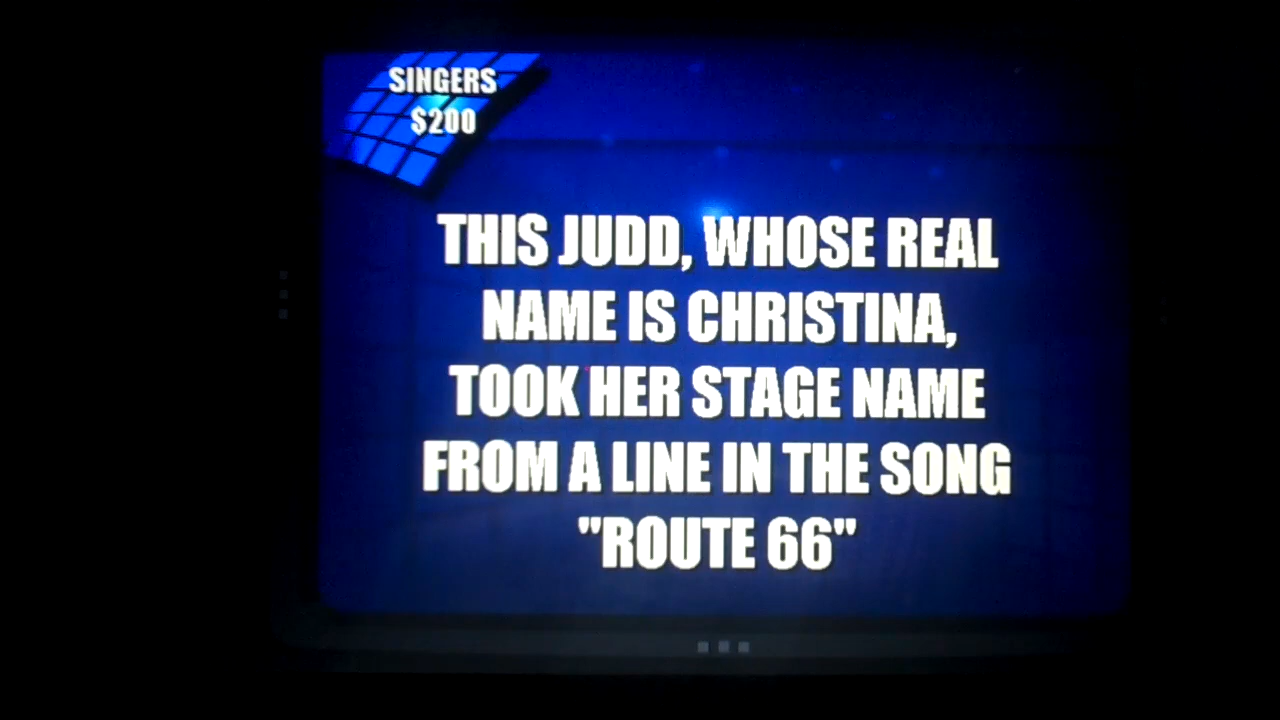 SINGERS
$200
THIS JUDD, WHOSE REAL
NAME IS CHRISTINA,
TOOK HER STAGE NAME
FROM A LINE IN THE SONG
"ROUTE 66"